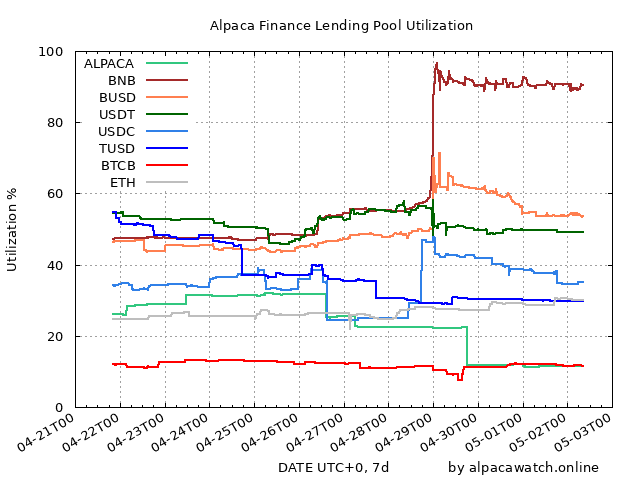 Alpaca Finance Lending Pool Utilization
100
80
60
40
20
0
Utilization %
ALPACA
BNB
BUSD
USDT
USDC
TUSD
BTCB
ETH
04-21T00
04-22T00
04-23T00
04-24T00
04-25T00
04-26T00
04-27T00
04-28T00
04-29T00
04-30T00
05-01T00
05-02T00
05-03T00
DATE UTC+0, 7d
by alpacawatch.online